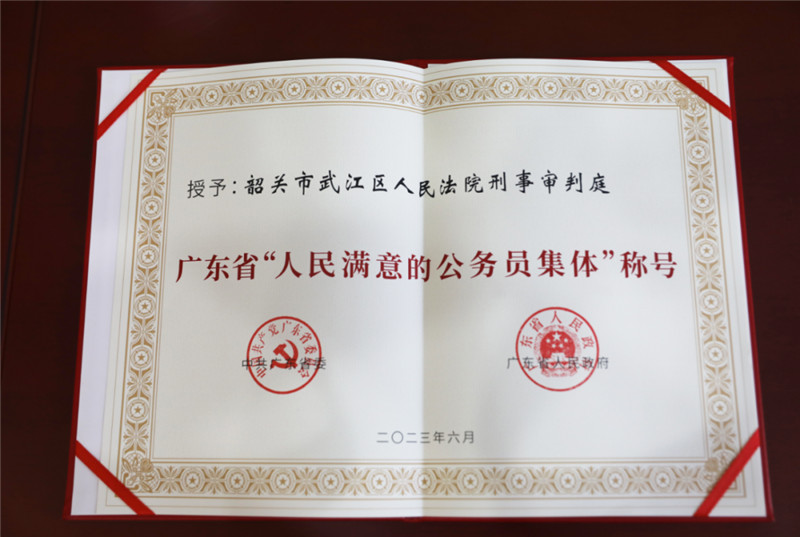 授予：韶关市武江区人民法院刑事审判庭
广东省“人民满意的公务员集体”称号
中共广东省委
广东省人民政府
二〇二三年六月